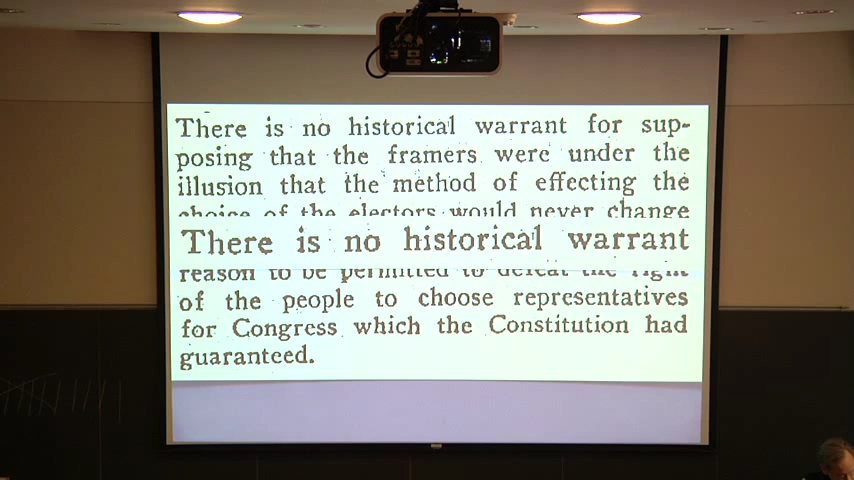 There is no historical warrant for sup-
posing that the framers were under the
illusion that the method of effecting the
choice of the electors would never change
There is no historical warrant
reason to be permitted to defeat the right
of the people to choose representatives
for Congress which the Constitution had
guaranteed.